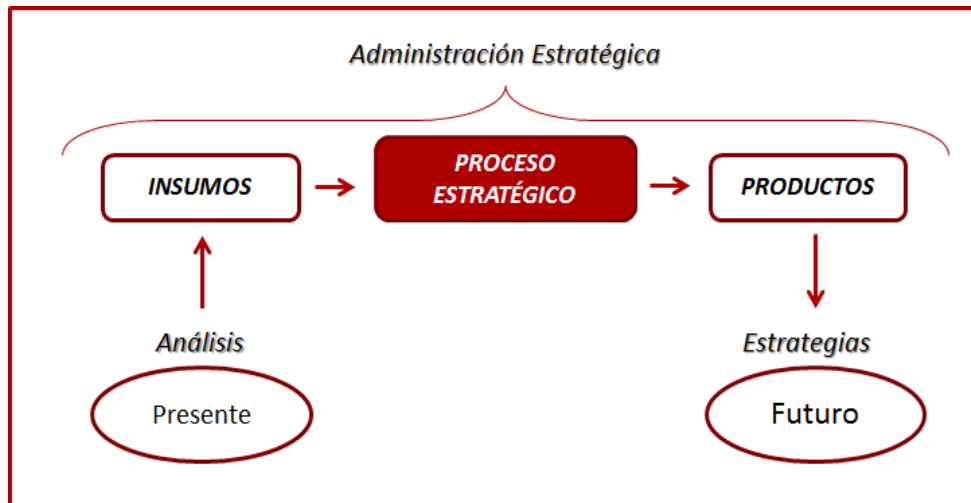 Administración Estratégica
INSUMOS
PROCESO
ESTRATÉGICO
PRODUCTOS
Análisis
Estrategias
Presente
Futuro